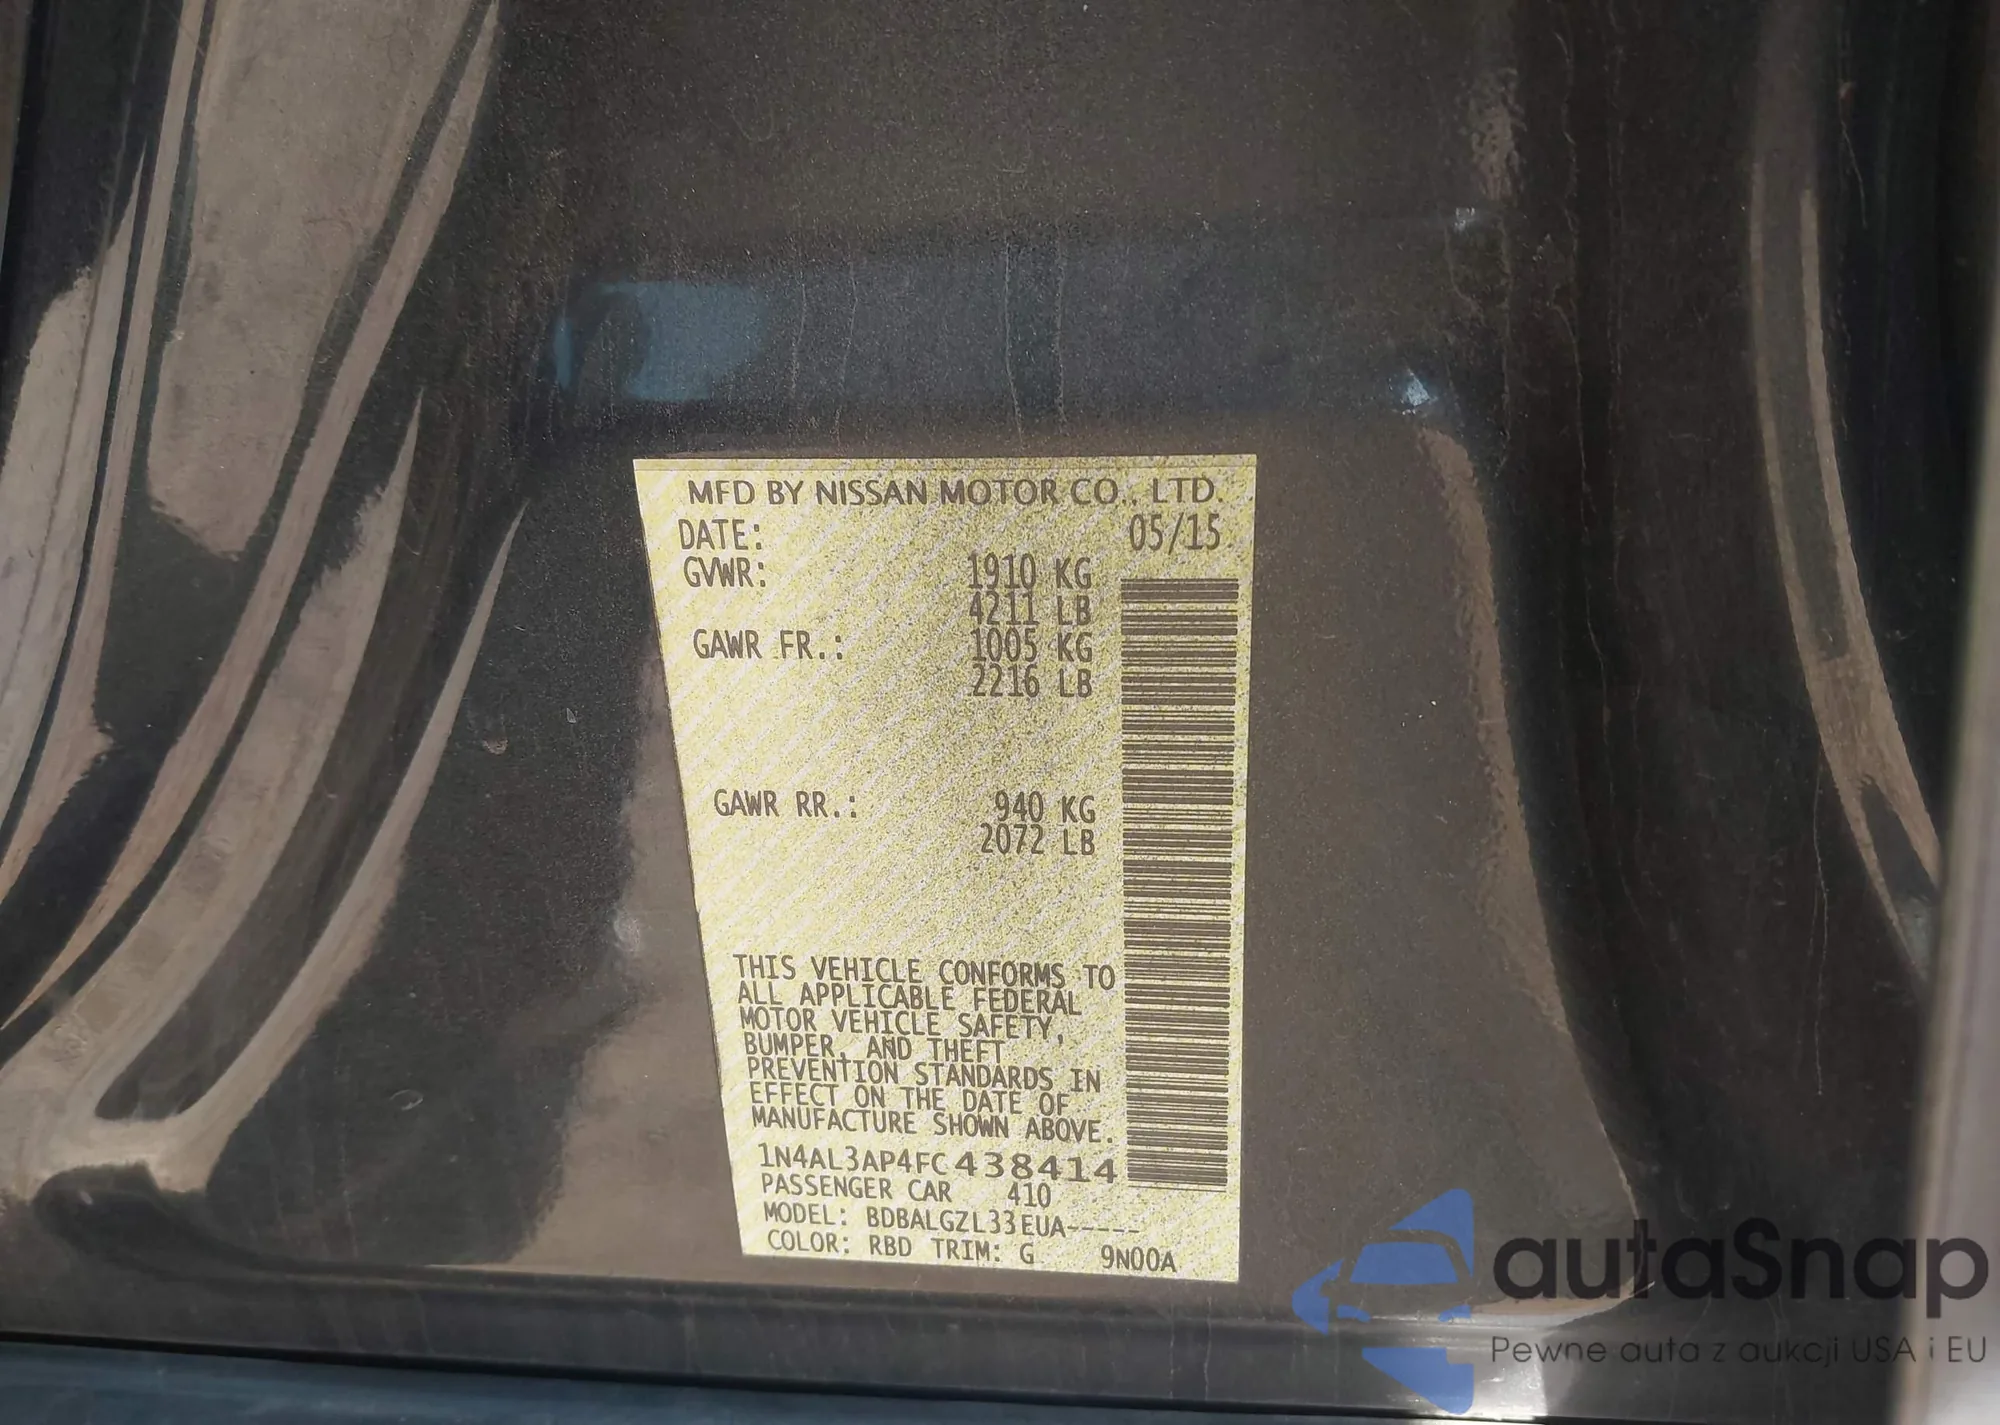 MFD BY NISSAN MOTOR CO., LTD.
DATE: 05/15
GVWR: 1910 KG
4211 LB
GAWR FR.: 1005 KG
2216 LB
GAWR RR.: 940 KG
2072 LB
THIS VEHICLE CONFORMS TO
ALL APPLICABLE FEDERAL
MOTOR VEHICLE SAFETY,
BUMPER, AND THEFT
PREVENTION STANDARDS IN
EFFECT ON THE DATE OF
MANUFACTURE SHOWN ABOVE.
1N4AL3AP4FC438414
PASSENGER CAR 410
MODEL: BDBALGZL33EUA-----
COLOR: RBD TRIM: G 9N00A
autaSnap
Pewne auta z aukcji USA i EU